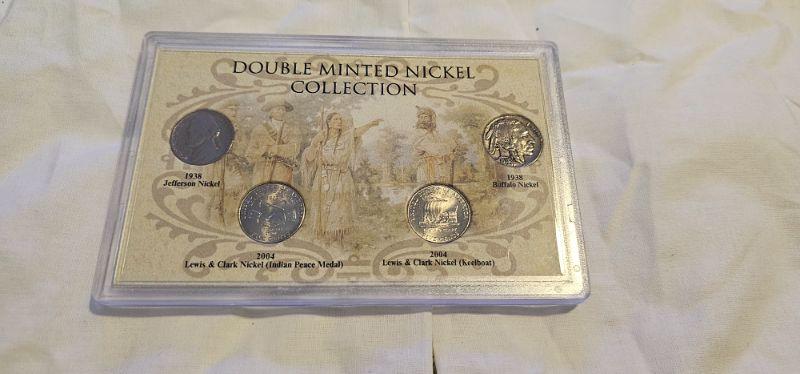 DOUBLE MINTED NICKEL
COLLECTION
1938
Jefferson Nickel
1938
Buffalo Nickel
2004
Lewis & Clark Nickel (Indian Peace Medal)
2004
Lewis & Clark Nickel (Keelboat)